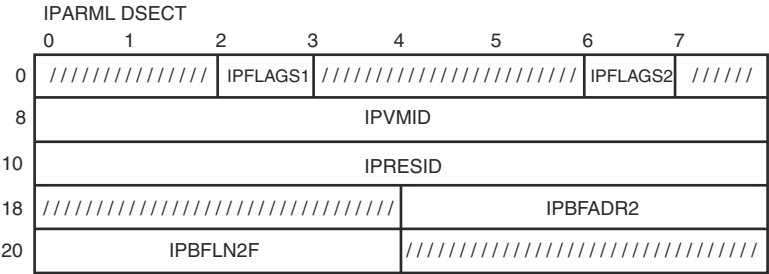 IPARML DSECT
0 1 2 3 4 5 6 7
0 /////////////// IPFLAGS1 //////////////////////// IPFLAGS2 //////
8 IPVMID
10 IPRESID
18 ///////////////////////////////// IPBFADR2
20 IPBFLN2F /////////////////////////////////